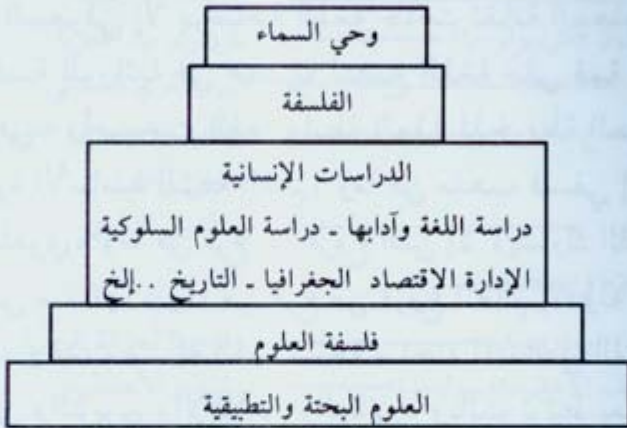 وحي السماء
الفلسفة
الدراسات الإنسانية
دراسة اللغة وآدابها ـ دراسة العلوم السلوكية
الإدارة الاقتصاد الجغرافيا ـ التاريخ ..إلخ
فلسفة العلوم
العلوم البحتة والتطبيقية